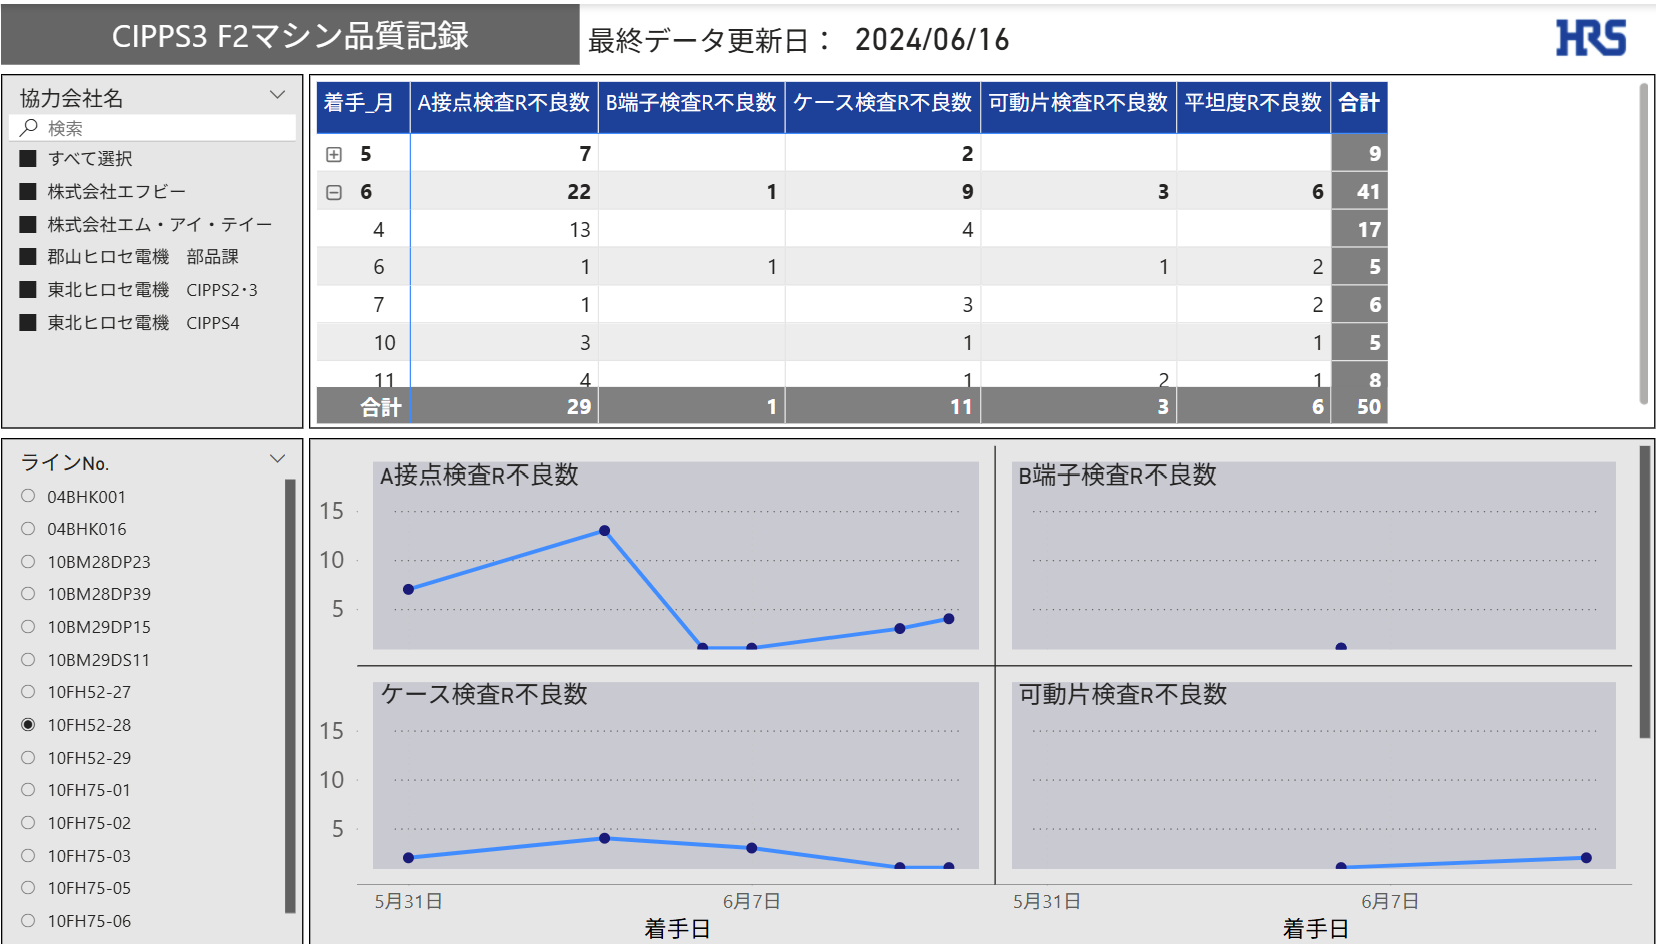 CIPPS3 F2マシン品質記録
最終データ更新日： 2024/06/16
HRS
協力会社名
検索
すべて選択
株式会社エフビー
株式会社エム・アイ・テイー
郡山ヒロセ電機　部品課
東北ヒロセ電機　CIPPS2･3
東北ヒロセ電機　CIPPS4
着手_月 A接点検査R不良数 B端子検査R不良数 ケース検査R不良数 可動片検査R不良数 平坦度R不良数 合計
5 7 2 9
6 22 1 9 3 6 41
4 13 4 17
6 1 1 1 2 5
7 1 3 2 6
10 3 1 1 5
11 4 1 2 1 8
合計 29 1 11 3 6 50
ラインNo.
04BHK001
04BHK016
10BM28DP23
10BM28DP39
10BM29DP15
10BM29DS11
10FH52-27
10FH52-28
10FH52-29
10FH75-01
10FH75-02
10FH75-03
10FH75-05
10FH75-06
A接点検査R不良数
15
10
5
B端子検査R不良数
ケース検査R不良数
15
10
5
可動片検査R不良数
5月31日 6月7日
着手日
5月31日 6月7日
着手日